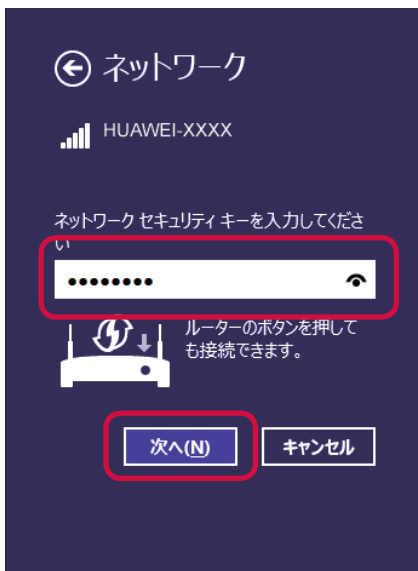 ネットワーク
HUAWEI-XXXX
ネットワーク セキュリティ キーを入力してくださ
い
••••••••
ルーターのボタンを押して
も接続できます。
次へ(N)
キャンセル